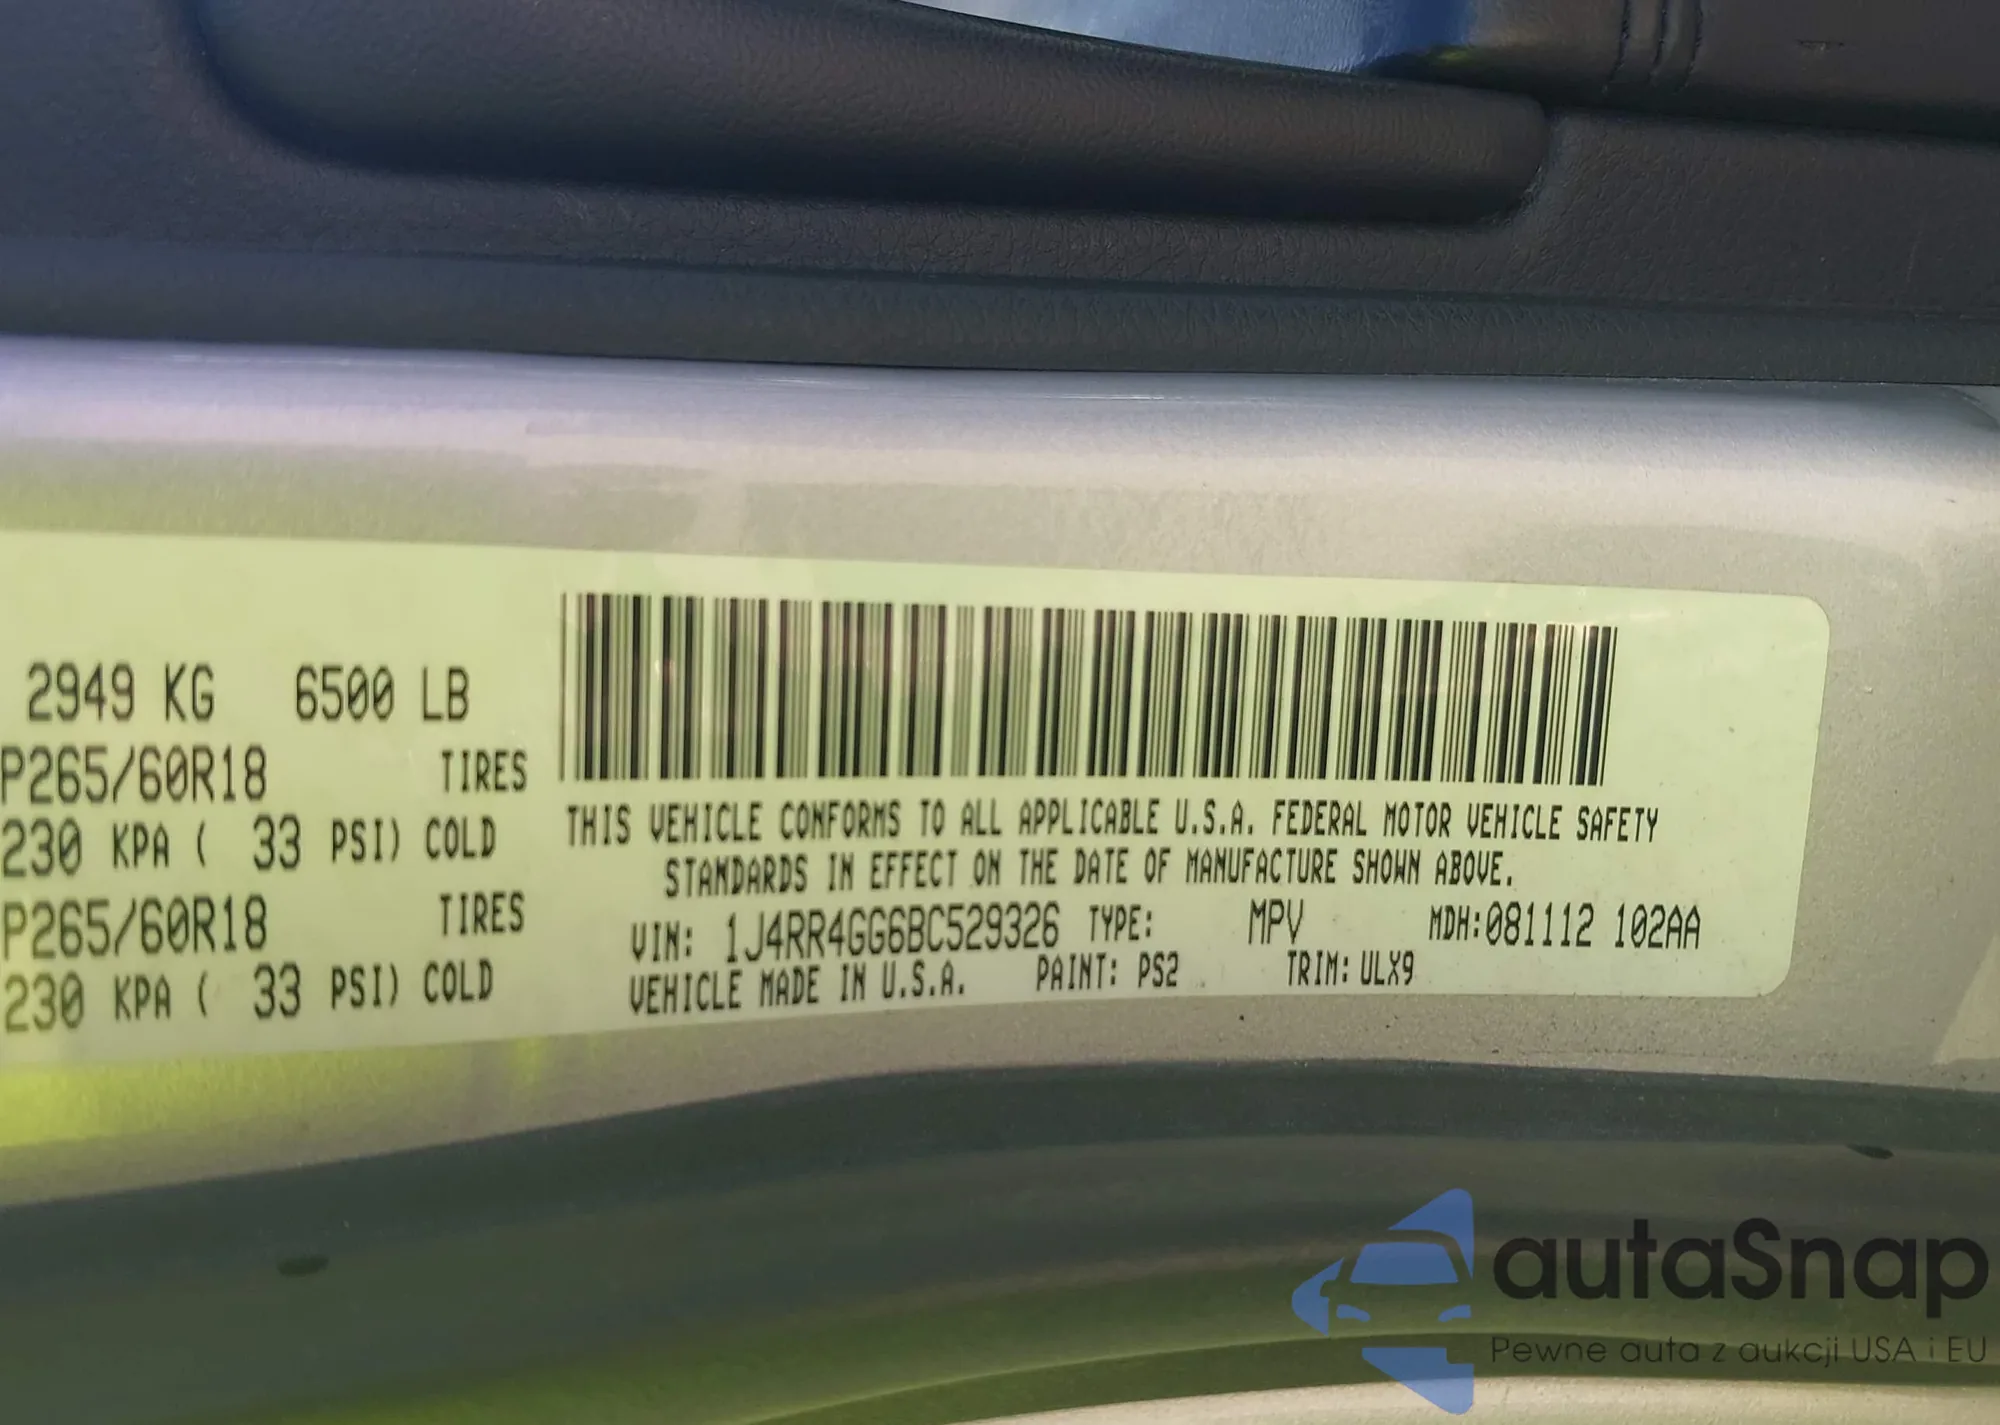 2949 KG 6500 LB
P265/60R18 TIRES
230 KPA ( 33 PSI) COLD
P265/60R18 TIRES
230 KPA ( 33 PSI) COLD
THIS VEHICLE CONFORMS TO ALL APPLICABLE U.S.A. FEDERAL MOTOR VEHICLE SAFETY
STANDARDS IN EFFECT ON THE DATE OF MANUFACTURE SHOWN ABOVE.
VIN: 1J4RR4GG6BC529326 TYPE: MPV MDH:081112 102AA
VEHICLE MADE IN U.S.A. PAINT: PS2 TRIM: ULX9
autaSnap
Pewne auta z aukcji USA i EU